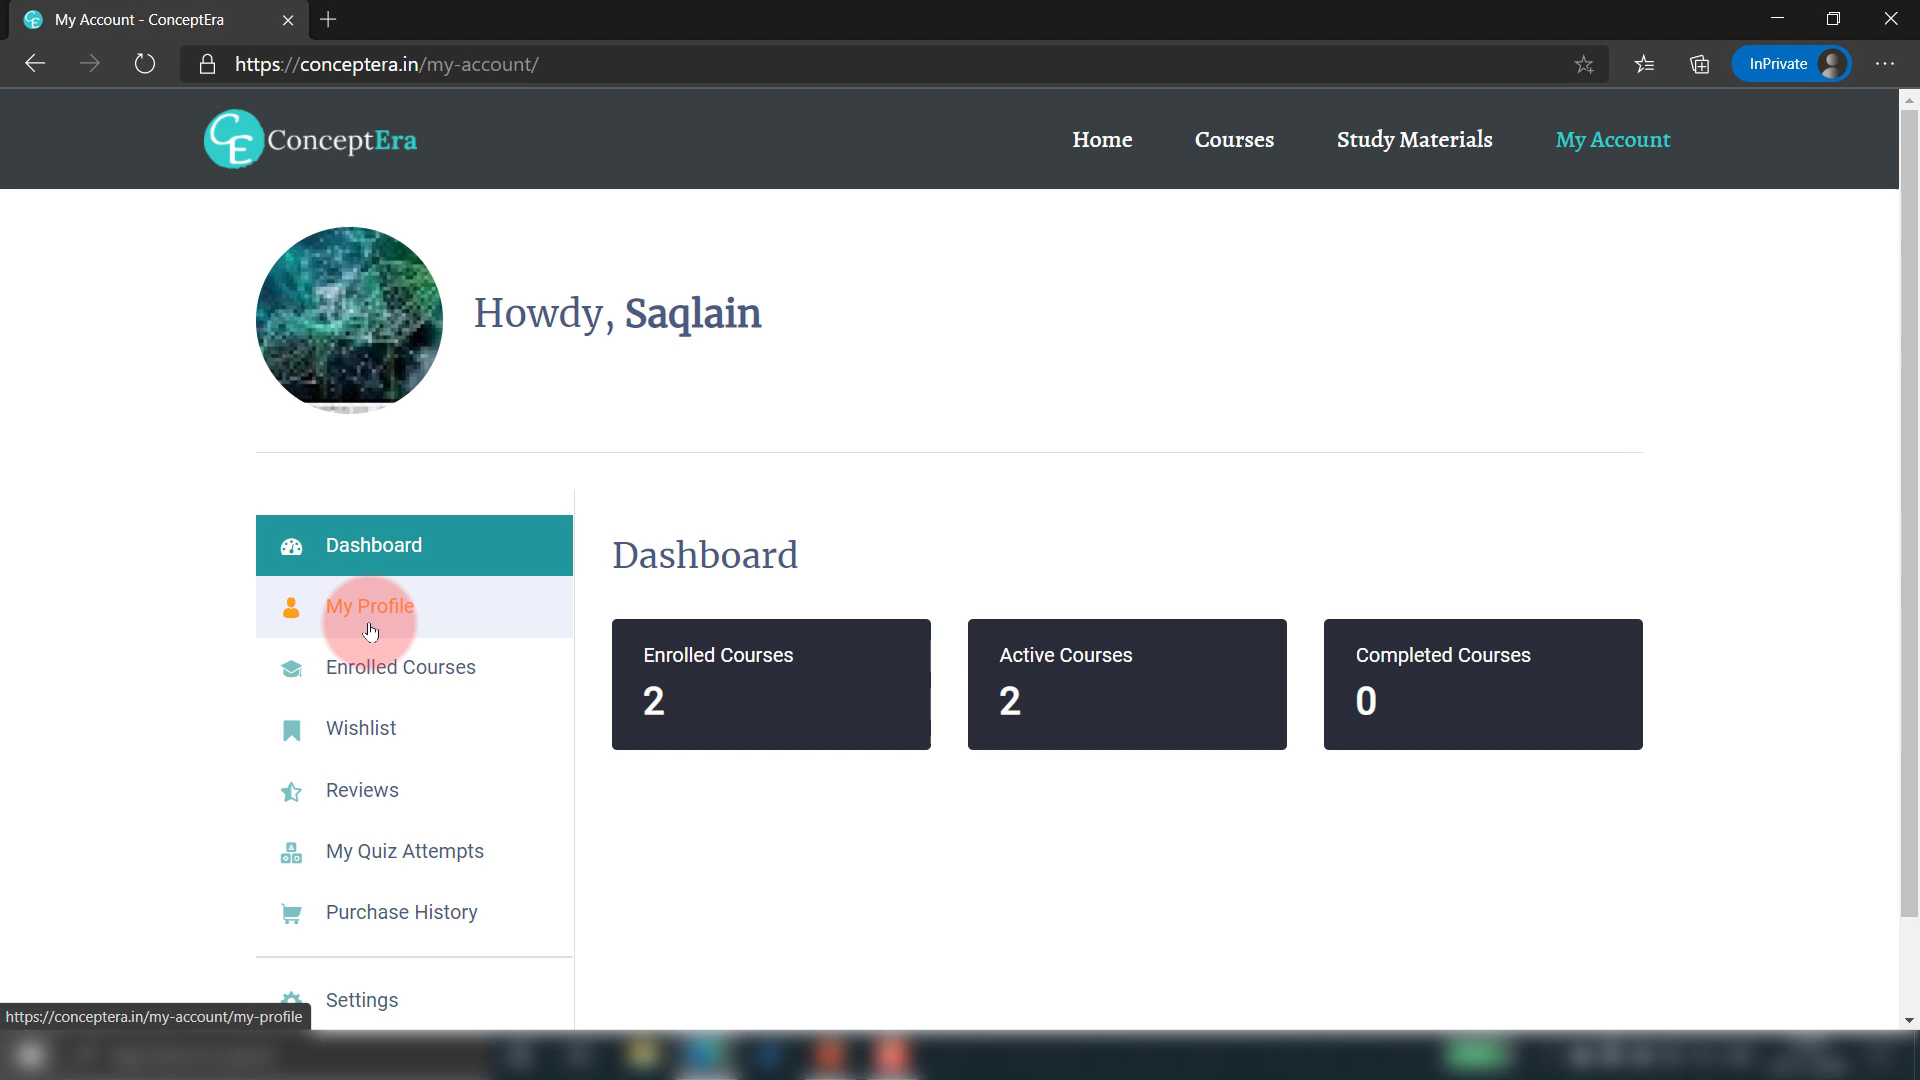 My Account - ConceptEra
https://conceptera.in/my-account/
InPrivate
CE ConceptEra
Home
Courses
Study Materials
My Account
Howdy, Saqlain
Dashboard
My Profile
Enrolled Courses
Wishlist
Reviews
My Quiz Attempts
Purchase History
Settings
Dashboard
Enrolled Courses
2
Active Courses
2
Completed Courses
0
https://conceptera.in/my-account/my-profile